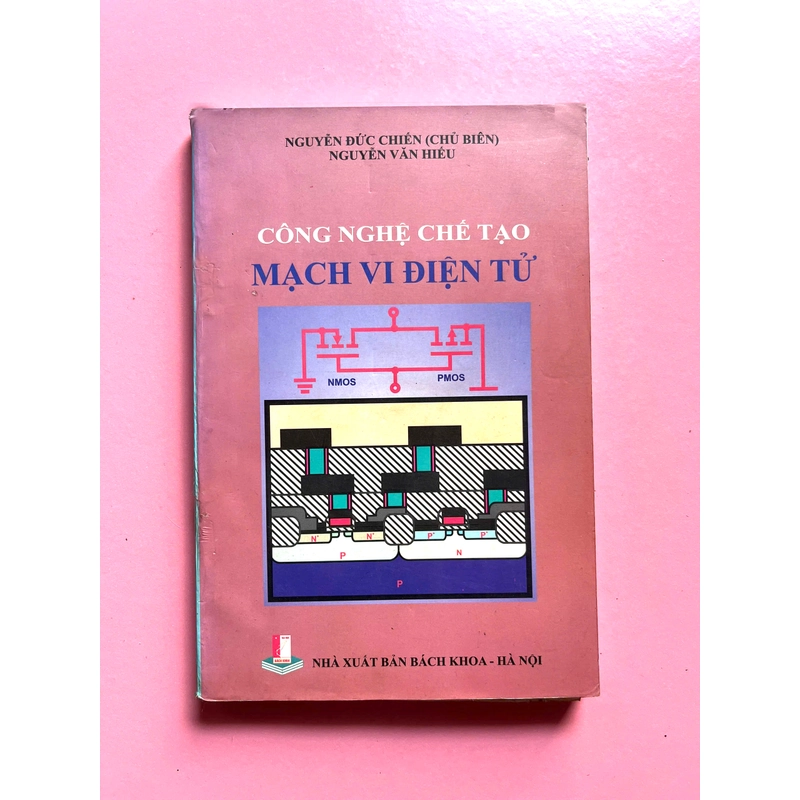 NGUYỄN ĐỨC CHIẾN (CHỦ BIÊN)
NGUYỄN VĂN HIẾU
CÔNG NGHỆ CHẾ TẠO
MẠCH VI ĐIỆN TỬ
NMOS
PMOS
N⁺ N⁺ P⁺ P⁺
P N
P
NHÀ XUẤT BẢN BÁCH KHOA - HÀ NỘI